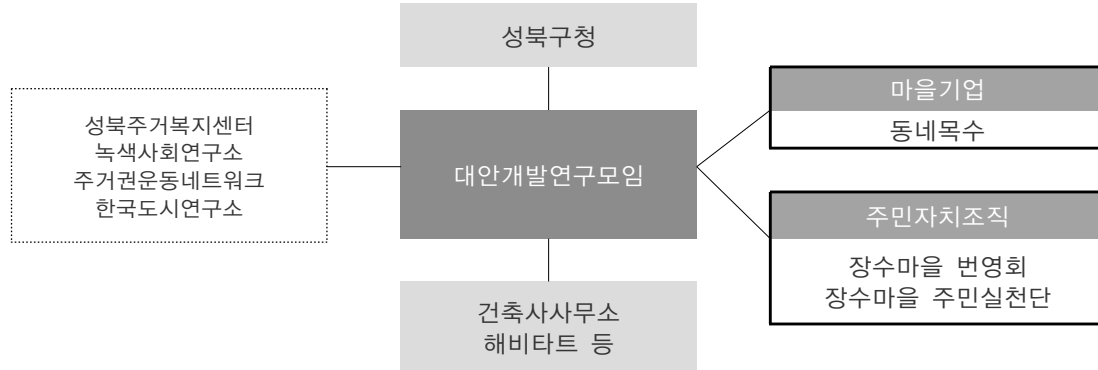 성북구청
성북주거복지센터
녹색사회연구소
주거권운동네트워크
한국도시연구소
대안개발연구모임
마을기업
동네목수
주민자치조직
장수마을 번영회
장수마을 주민실천단
건축사사무소
해비타트 등